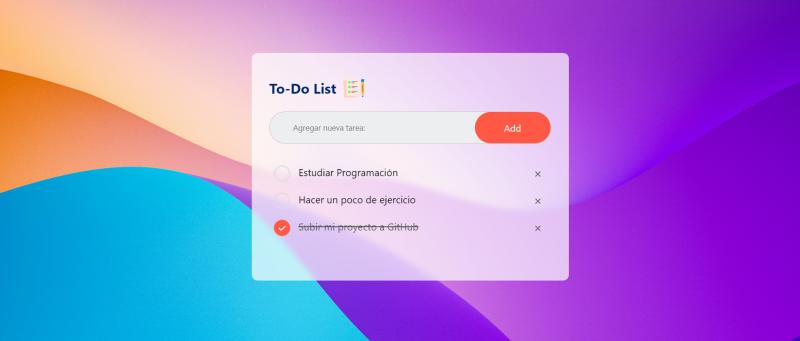 To-Do List
Agregar nueva tarea:
Add
Estudiar Programación
Hacer un poco de ejercicio
Subir mi proyecto a GitHub